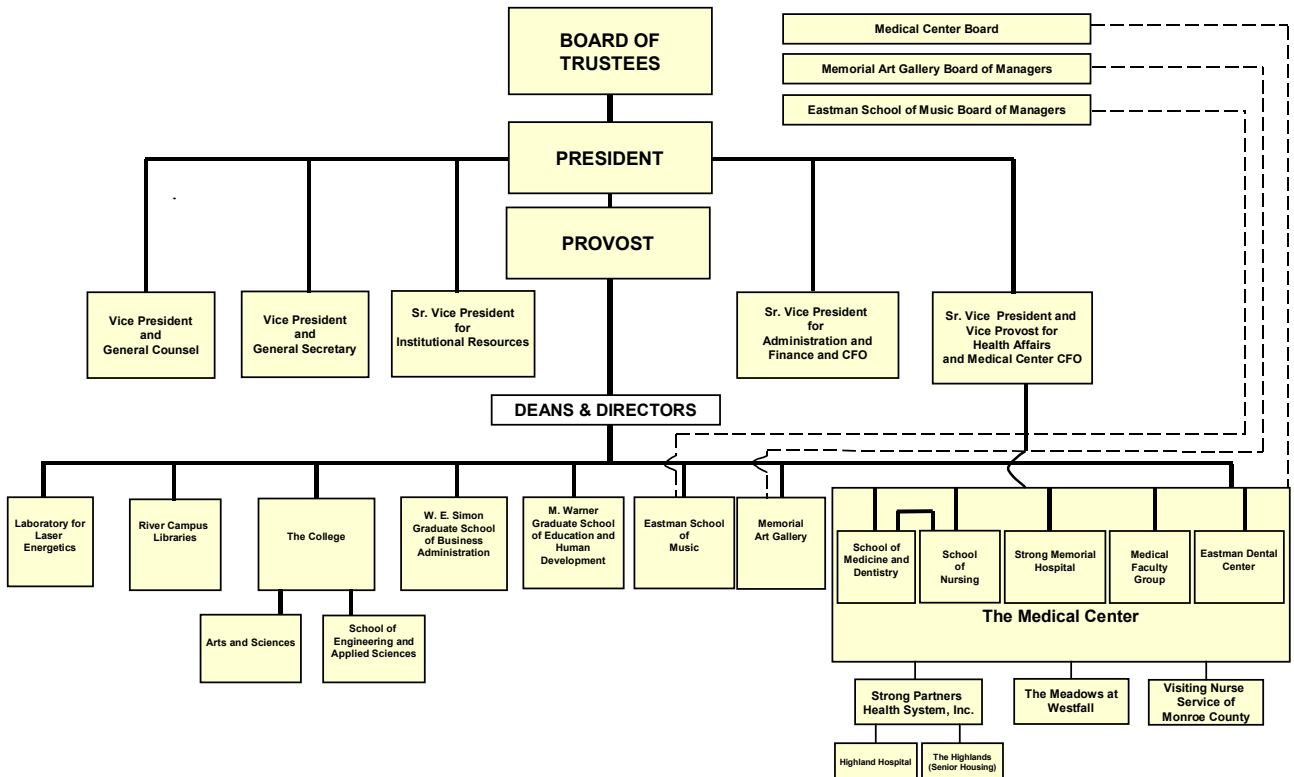 BOARD OF
TRUSTEES
Medical Center Board
Memorial Art Gallery Board of Managers
Eastman School of Music Board of Managers
PRESIDENT
PROVOST
Vice President
and
General Counsel
Vice President
and
General Secretary
Sr. Vice President
for
Institutional Resources
Sr. Vice President
for
Administration and
Finance and CFO
Sr. Vice President and
Vice Provost for
Health Affairs
and Medical Center CFO
DEANS & DIRECTORS
Laboratory for
Laser
Energetics
River Campus
Libraries
The College
W. E. Simon
Graduate School
of Business
Administration
M. Warner
Graduate School
of Education and
Human
Development
Eastman School
of
Music
Memorial
Art Gallery
School of
Medicine and
Dentistry
School
of
Nursing
Strong Memorial
Hospital
Medical
Faculty
Group
Eastman Dental
Center
The Medical Center
Arts and Sciences
School of
Engineering and
Applied Sciences
Strong Partners
Health System, Inc.
The Meadows at
Westfall
Visiting Nurse
Service of
Monroe County
Highland Hospital
The Highlands
(Senior Housing)